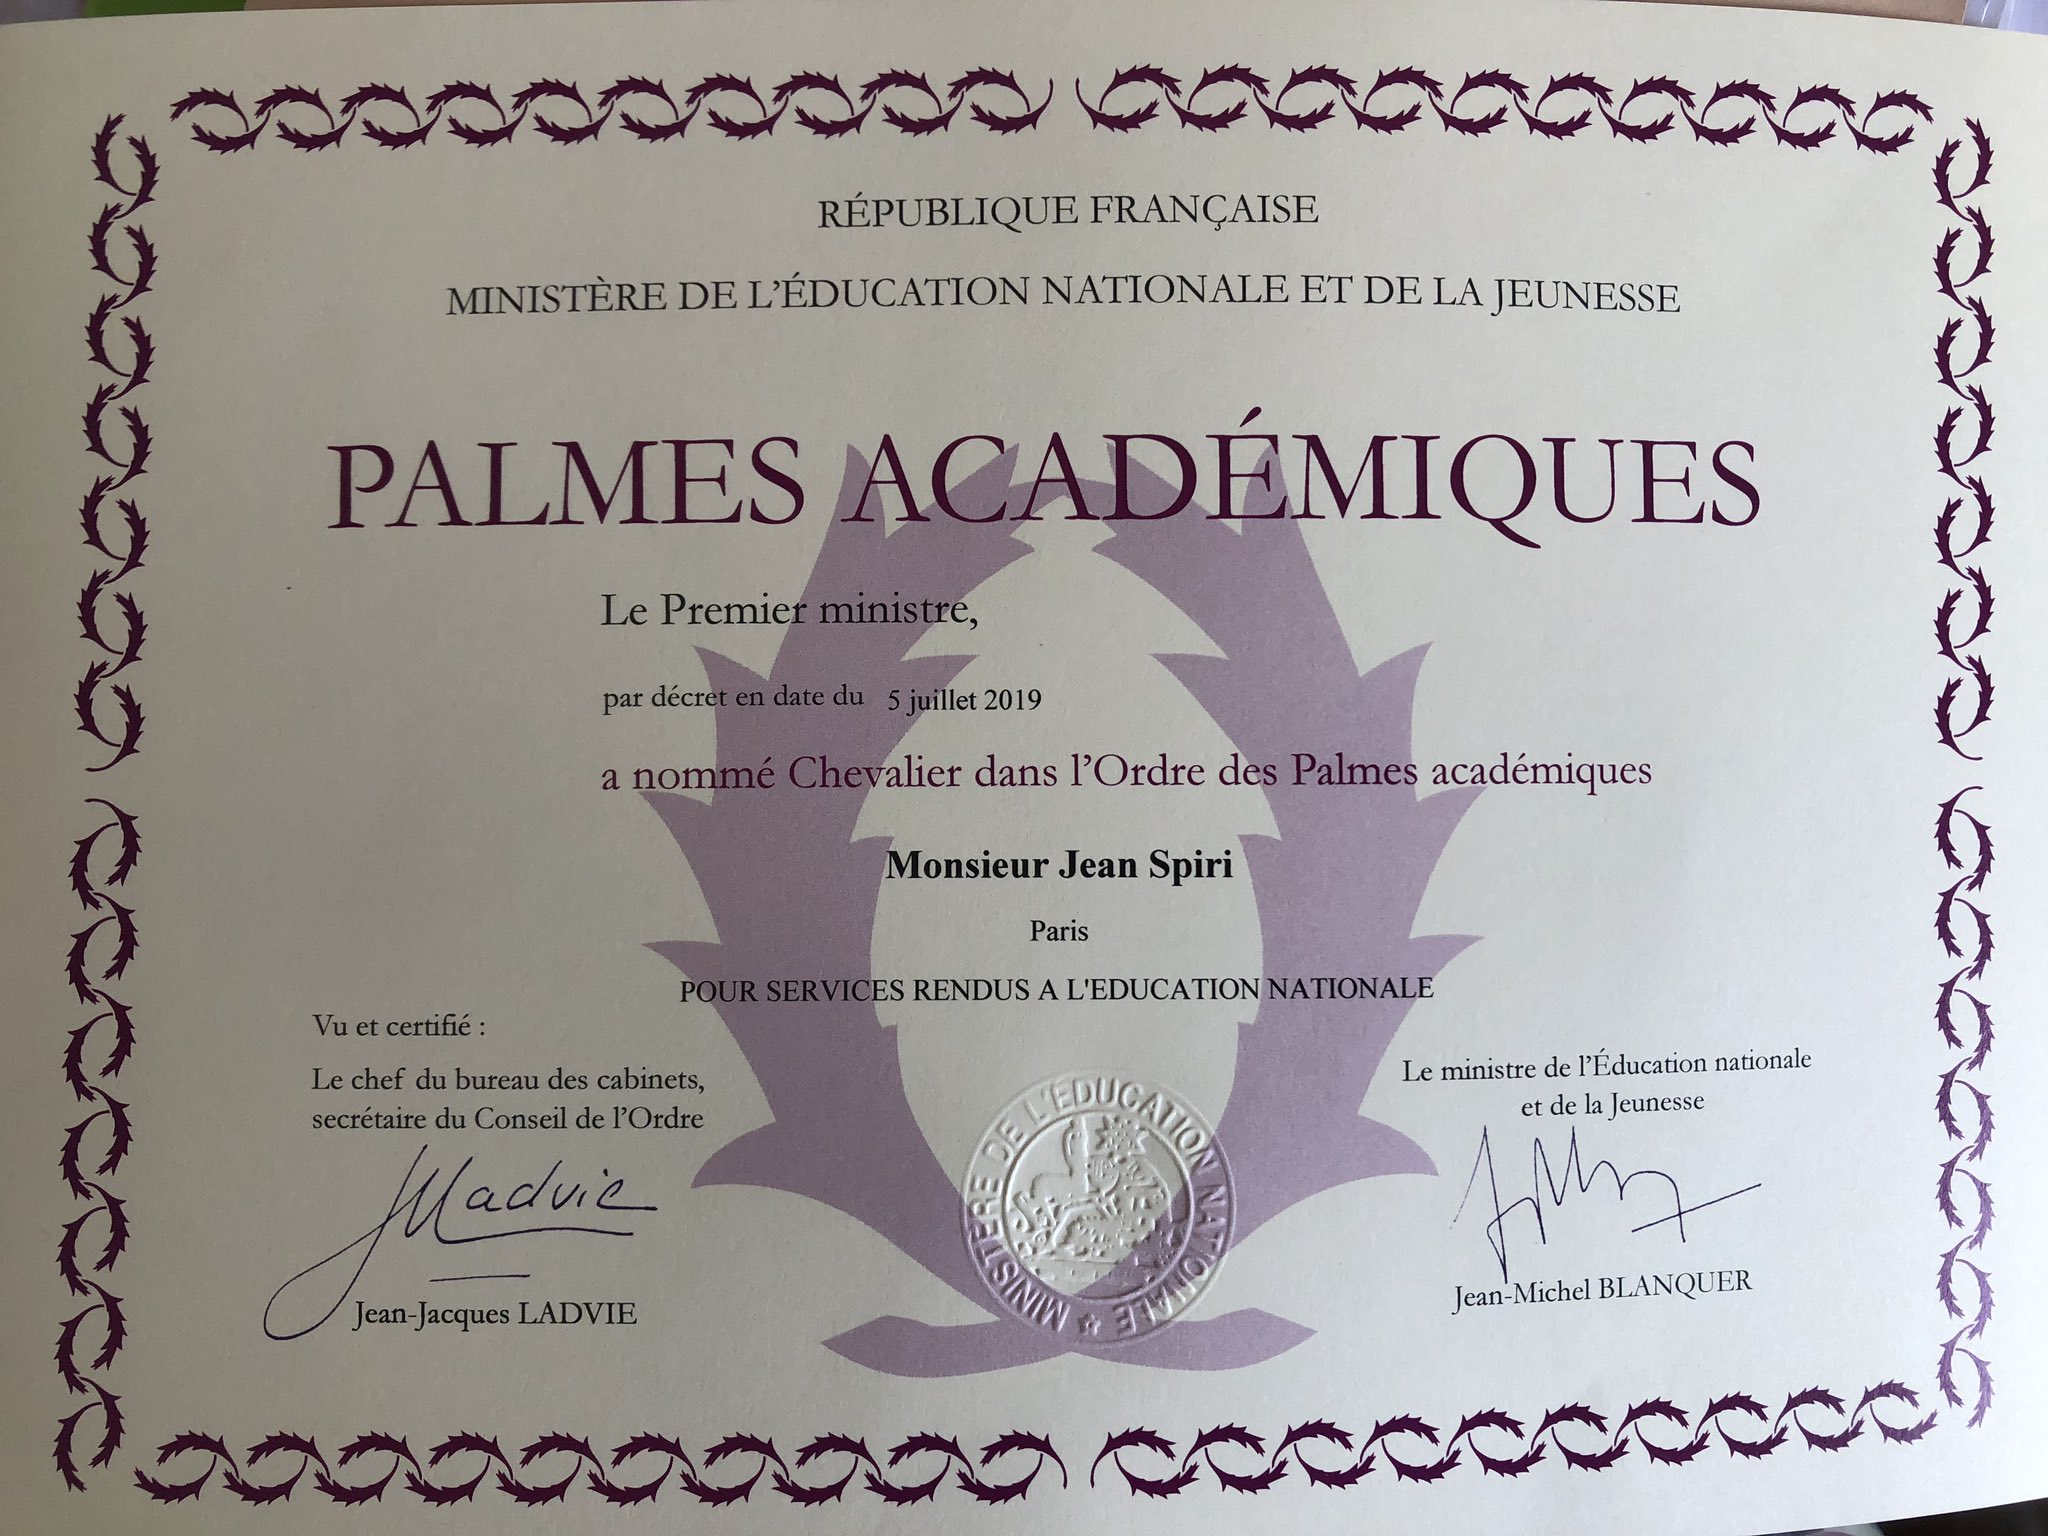 RÉPUBLIQUE FRANÇAISE
MINISTÈRE DE L'ÉDUCATION NATIONALE ET DE LA JEUNESSE
PALMES ACADÉMIQUES
Le Premier ministre,
par décret en date du 5 juillet 2019
a nommé Chevalier dans l'Ordre des Palmes académiques
Monsieur Jean Spiri
Paris
POUR SERVICES RENDUS A L'EDUCATION NATIONALE
Vu et certifié :
Le chef du bureau des cabinets,
secrétaire du Conseil de l'Ordre
JJLadvie
Jean-Jacques LADVIE
Le ministre de l'Éducation nationale
et de la Jeunesse
Jean-Michel BLANQUER
MINISTERE DE L'EDUCATION NATIONALE